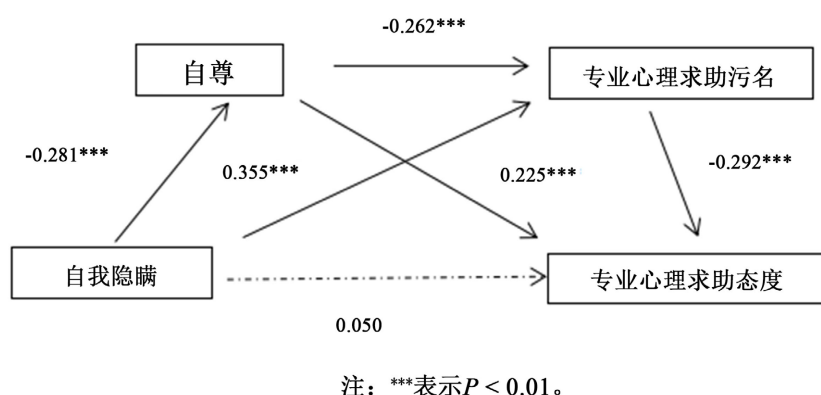 -0.262***
自尊
专业心理求助污名
-0.281***
0.355***
0.225***
-0.292***
自我隐瞒
专业心理求助态度
0.050
注：***表示P < 0.01。